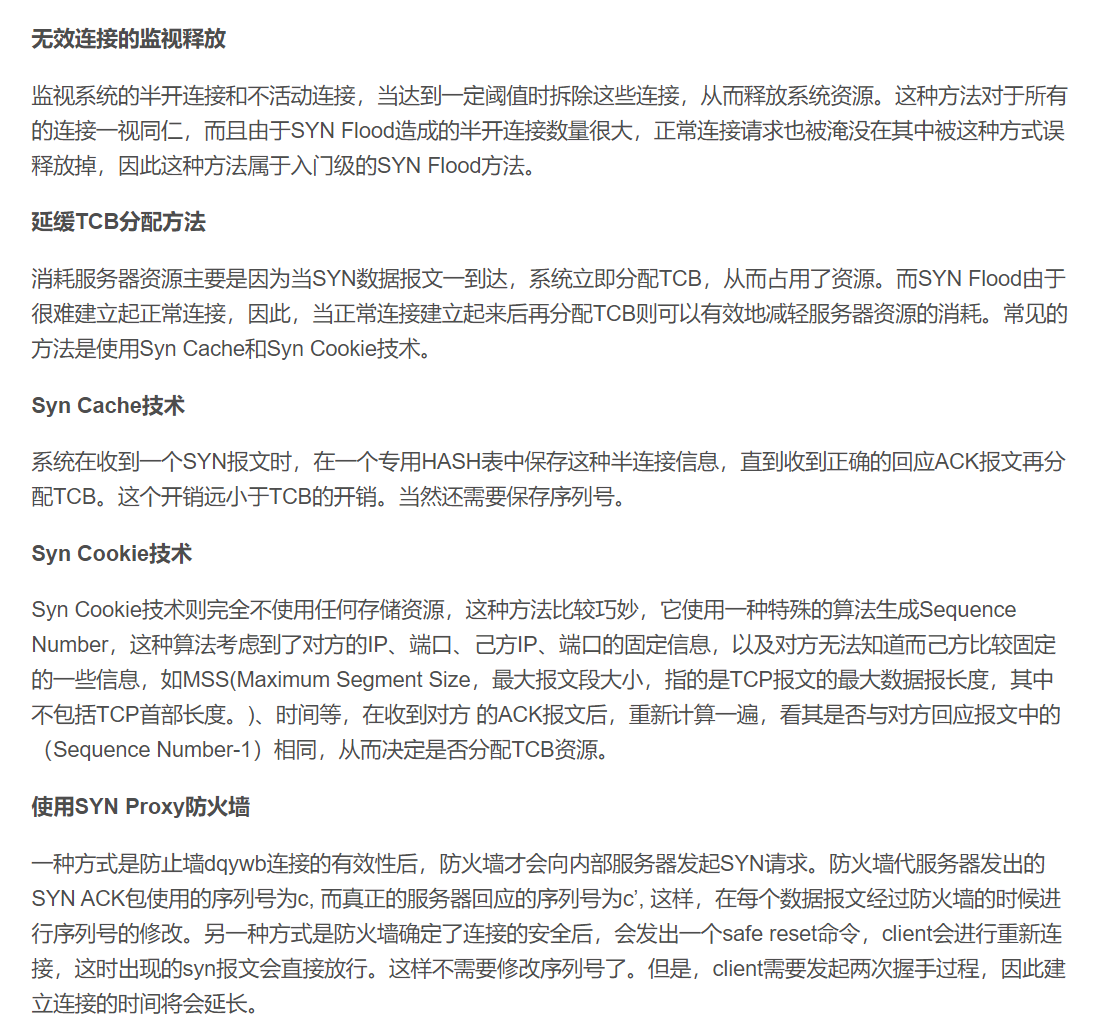 无效连接的监视释放
监视系统的半开连接和不活动连接，当达到一定阈值时拆除这些连接，从而释放系统资源。这种方法对于所有
的连接一视同仁，而且由于SYN Flood造成的半开连接数量很大，正常连接请求也被淹没在其中被这种方式误
释放掉，因此这种方法属于入门级的SYN Flood方法。
延缓TCB分配方法
消耗服务器资源主要是因为当SYN数据报文一到达，系统立即分配TCB，从而占用了资源。而SYN Flood由于
很难建立起正常连接，因此，当正常连接建立起来后再分配TCB则可以有效地减轻服务器资源的消耗。常见的
方法是使用Syn Cache和Syn Cookie技术。
Syn Cache技术
系统在收到一个SYN报文时，在一个专用HASH表中保存这种半连接信息，直到收到正确的回应ACK报文再分
配TCB。这个开销远小于TCB的开销。当然还需要保存序列号。
Syn Cookie技术
Syn Cookie技术则完全不使用任何存储资源，这种方法比较巧妙，它使用一种特殊的算法生成Sequence
Number，这种算法考虑到了对方的IP、端口、己方IP、端口的固定信息，以及对方无法知道而己方比较固定
的一些信息，如MSS(Maximum Segment Size，最大报文段大小，指的是TCP报文的最大数据报长度，其中
不包括TCP首部长度。)、时间等，在收到对方 的ACK报文后，重新计算一遍，看其是否与对方回应报文中的
（Sequence Number-1）相同，从而决定是否分配TCB资源。
使用SYN Proxy防火墙
一种方式是防止墙dqywb连接的有效性后，防火墙才会向内部服务器发起SYN请求。防火墙代服务器发出的
SYN ACK包使用的序列号为c, 而真正的服务器回应的序列号为c’, 这样，在每个数据报文经过防火墙的时候进
行序列号的修改。另一种方式是防火墙确定了连接的安全后，会发出一个safe reset命令，client会进行重新连
接，这时出现的syn报文会直接放行。这样不需要修改序列号了。但是，client需要发起两次握手过程，因此建
立连接的时间将会延长。